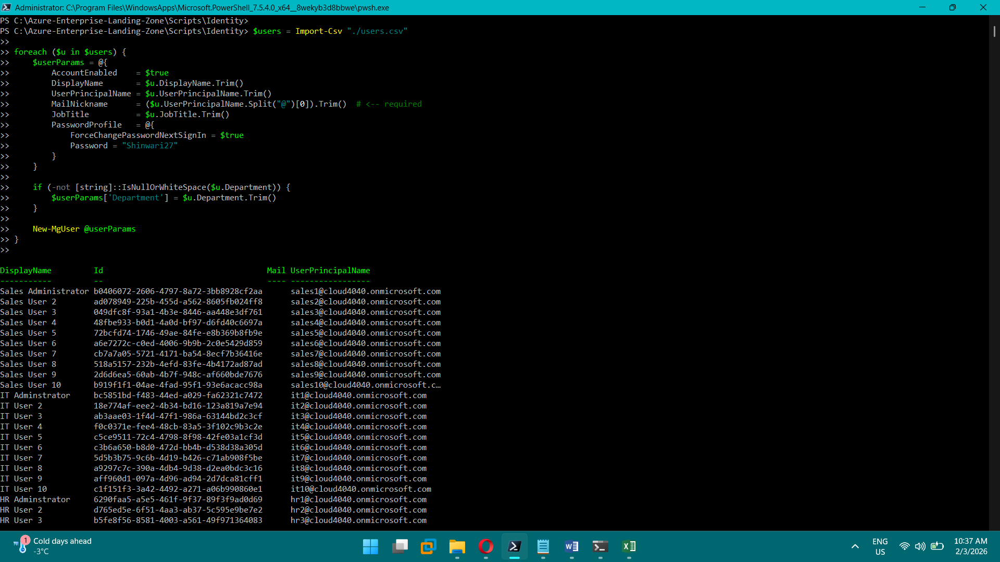 Administrator: C:\Program Files\WindowsApps\Microsoft.PowerShell_7.5.4.0_x64__8wekyb3d8bbwe\pwsh.exe
PS C:\Azure-Enterprise-Landing-Zone\Scripts\Identity>
PS C:\Azure-Enterprise-Landing-Zone\Scripts\Identity> $users = Import-Csv "./users.csv"
>>
>> foreach ($u in $users) {
>>     $userParams = @{
>>         AccountEnabled    = $true
>>         DisplayName       = $u.DisplayName.Trim()
>>         UserPrincipalName = $u.UserPrincipalName.Trim()
>>         MailNickname      = ($u.UserPrincipalName.Split("@")[0]).Trim()  # <-- required
>>         JobTitle          = $u.JobTitle.Trim()
>>         PasswordProfile   = @{
>>             ForceChangePasswordNextSignIn = $true
>>             Password = "Shinwari27"
>>         }
>>     }
>>
>>     if (-not [string]::IsNullOrWhiteSpace($u.Department)) {
>>         $userParams['Department'] = $u.Department.Trim()
>>     }
>>
>>     New-MgUser @userParams
>> }
>>
DisplayName         Id                                   Mail UserPrincipalName
-----------         --                                   ---- -----------------
Sales Administrator b0406072-2606-4797-8a72-3bb8928cf2aa      sales1@cloud4040.onmicrosoft.com
Sales User 2        ad078949-225b-455d-a562-8605fb024ff8      sales2@cloud4040.onmicrosoft.com
Sales User 3        049dfc8f-93a1-4b3e-8446-aa448e3df761      sales3@cloud4040.onmicrosoft.com
Sales User 4        48fbe933-b0d1-4a0d-bf97-d6fd40c6697a      sales4@cloud4040.onmicrosoft.com
Sales User 5        72bcfd74-1746-49ae-84fe-e8b369b8fb9e      sales5@cloud4040.onmicrosoft.com
Sales User 6        a6e7272c-c0ed-4006-9b9b-2c0e5429d859      sales6@cloud4040.onmicrosoft.com
Sales User 7        cb7a7a05-5721-4171-ba54-8ecf7b36416e      sales7@cloud4040.onmicrosoft.com
Sales User 8        518a5157-232b-4efd-83fe-4b4172ad87ad      sales8@cloud4040.onmicrosoft.com
Sales User 9        2d6d6ea5-60ab-4b7f-948c-af660bde7676      sales9@cloud4040.onmicrosoft.com
Sales User 10       b919f1f1-04ae-4fad-95f1-93e6acacc98a      sales10@cloud4040.onmicrosoft.c…
IT Adminstrator     bc5851bd-f483-44ed-a029-fa62321c7472      it1@cloud4040.onmicrosoft.com
IT User 2           18e774af-eee2-4b34-bd16-123a819a7e94      it2@cloud4040.onmicrosoft.com
IT User 3           ab3aae03-1f4d-47f1-986a-63144bd2c3cf      it3@cloud4040.onmicrosoft.com
IT User 4           f0c0371e-fee4-48cb-83a5-3f102c9b3c2e      it4@cloud4040.onmicrosoft.com
IT User 5           c5ce9511-72c4-4798-8f98-42fe03a1cf3d      it5@cloud4040.onmicrosoft.com
IT User 6           c3b6a650-b8d0-472d-bb4b-d538d38a305d      it6@cloud4040.onmicrosoft.com
IT User 7           5d5b3b75-9c6b-4d19-b426-c71ab908f5be      it7@cloud4040.onmicrosoft.com
IT User 8           a9297c7c-390a-4db4-9d38-d2ea0bdc3c16      it8@cloud4040.onmicrosoft.com
IT User 9           aff960d1-097a-4d96-ad94-2d7dca81cff1      it9@cloud4040.onmicrosoft.com
IT User 10          c1f151f3-3a42-4492-a271-a06b990860e1      it10@cloud4040.onmicrosoft.com
HR Adminstrator     6290faa5-a5e5-461f-9f37-89f3f9ad0d69      hr1@cloud4040.onmicrosoft.com
HR User 2           d765ed5e-6f51-4aa3-ab37-5c595e9be7e2      hr2@cloud4040.onmicrosoft.com
HR User 3           b5fe8f56-8581-4003-a561-49f971364083      hr3@cloud4040.onmicrosoft.com
1 Cold days ahead
-3°C
ENG
US
10:37 AM
2/3/2026